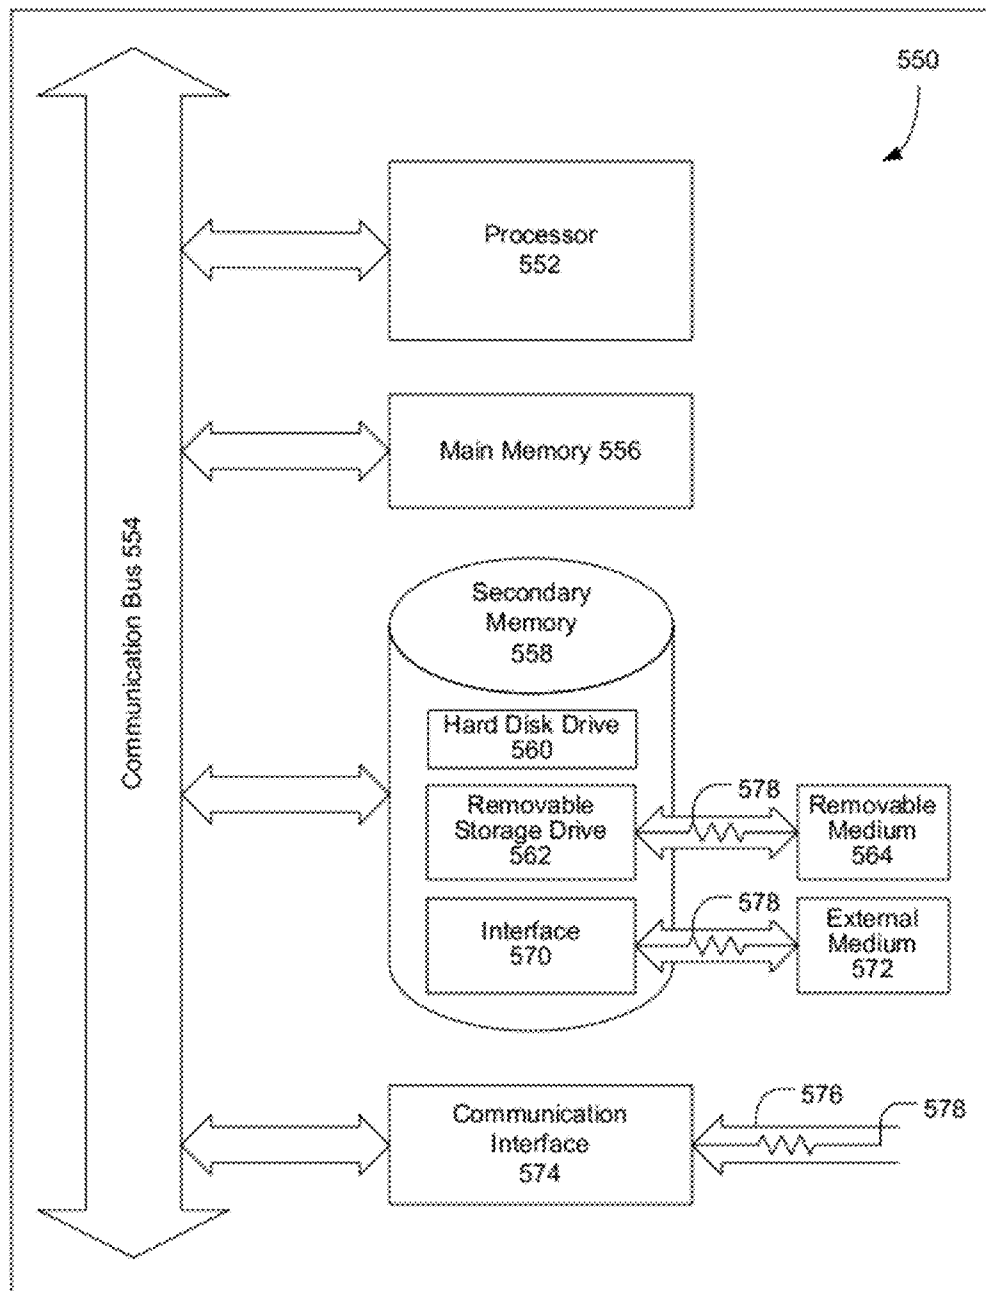 550
Processor
552
Main Memory 556
Communication Bus 554
Secondary
Memory
558
Hard Disk Drive
560
Removable
Storage Drive
562
578
Removable
Medium
564
Interface
570
578
External
Medium
572
Communication
Interface
574
576
578